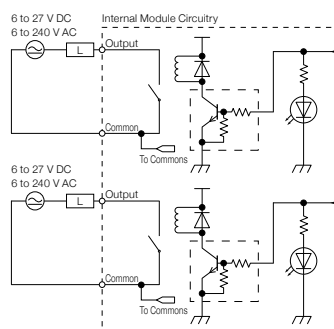 6 to 27 V DC
6 to 240 V AC
Internal Module Circuitry
L
Output
Common
To Commons
6 to 27 V DC
6 to 240 V AC
L
Output
Common
To Commons